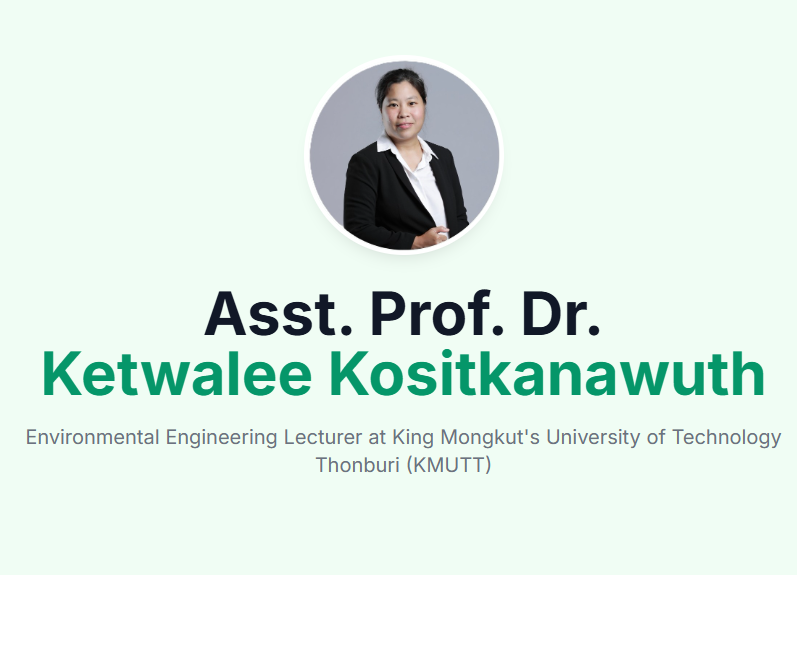 Asst. Prof. Dr.
Ketwalee Kositkanawuth
Environmental Engineering Lecturer at King Mongkut's University of Technology
Thonburi (KMUTT)